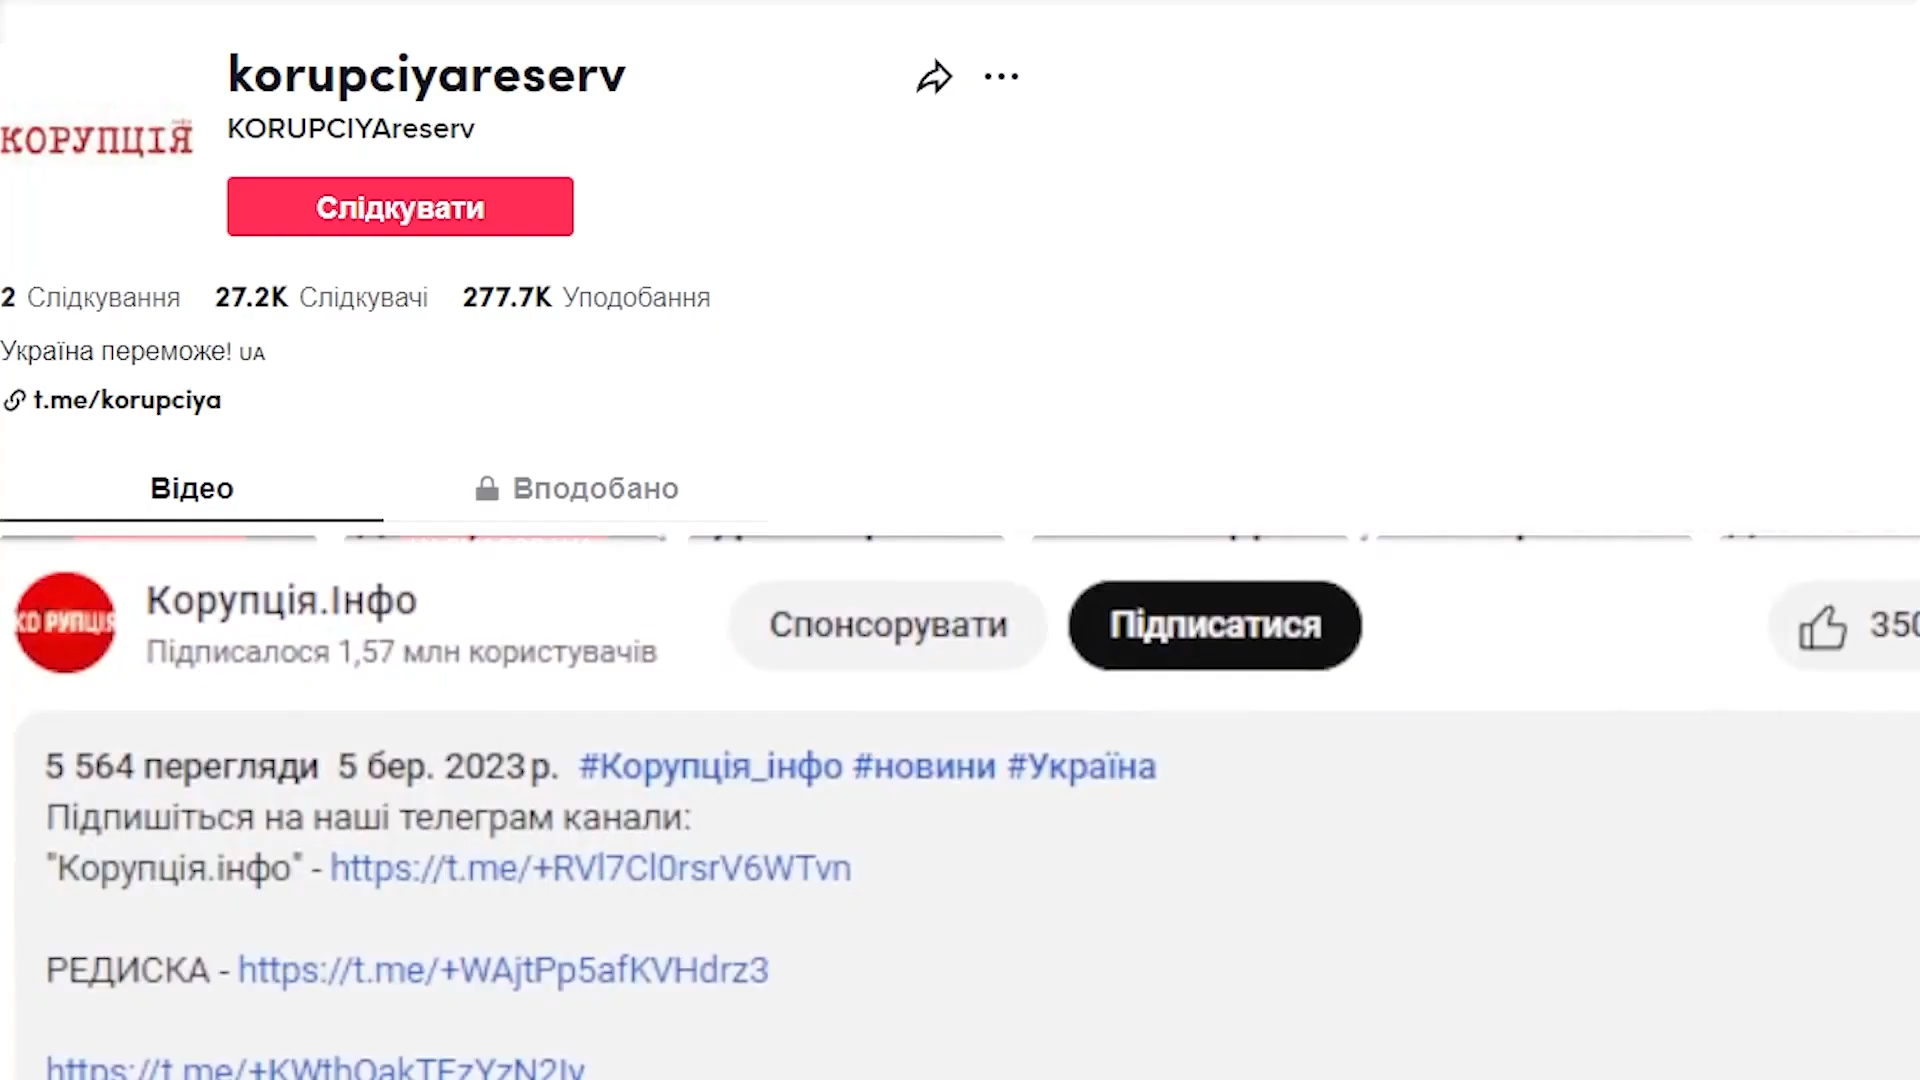 korupciyareserv
KORUPCIYAreserv
КОРУПЦІЯ
Слідкувати
2 Слідкування 27.2K Слідкувачі 277.7K Уподобання
Україна переможе! UA
t.me/korupciya
Відео Вподобано
КОРУПЦІЯ
Корупція.Інфо
Підписалося 1,57 млн користувачів
Спонсорувати
Підписатися
350
5 564 перегляди 5 бер. 2023 р. #Корупція_інфо #новини #Україна
Підпишіться на наші телеграм канали:
"Корупція.інфо" - https://t.me/+RVl7Cl0rsrV6WTvn
РЕДИСКА - https://t.me/+WAjtPp5afKVHdrz3